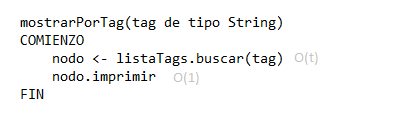 mostrarPorTag(tag de tipo String)
COMIENZO
nodo <- listaTags.buscar(tag) O(t)
nodo.imprimir O(1)
FIN